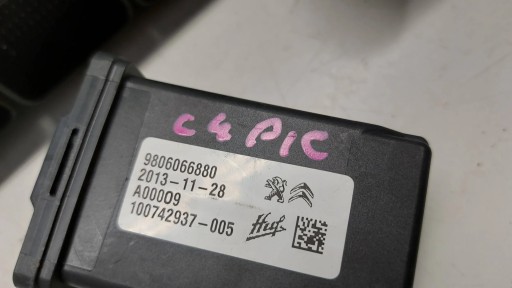 C4 PIC
9806066880
2013-11-28
A00009
100742937-005
Huf